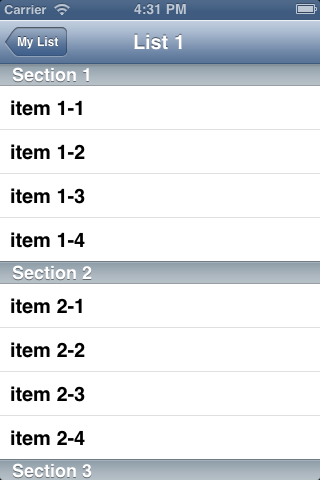 Carrier 4:31 PM
My List List 1
Section 1
item 1-1
item 1-2
item 1-3
item 1-4
Section 2
item 2-1
item 2-2
item 2-3
item 2-4
Section 3